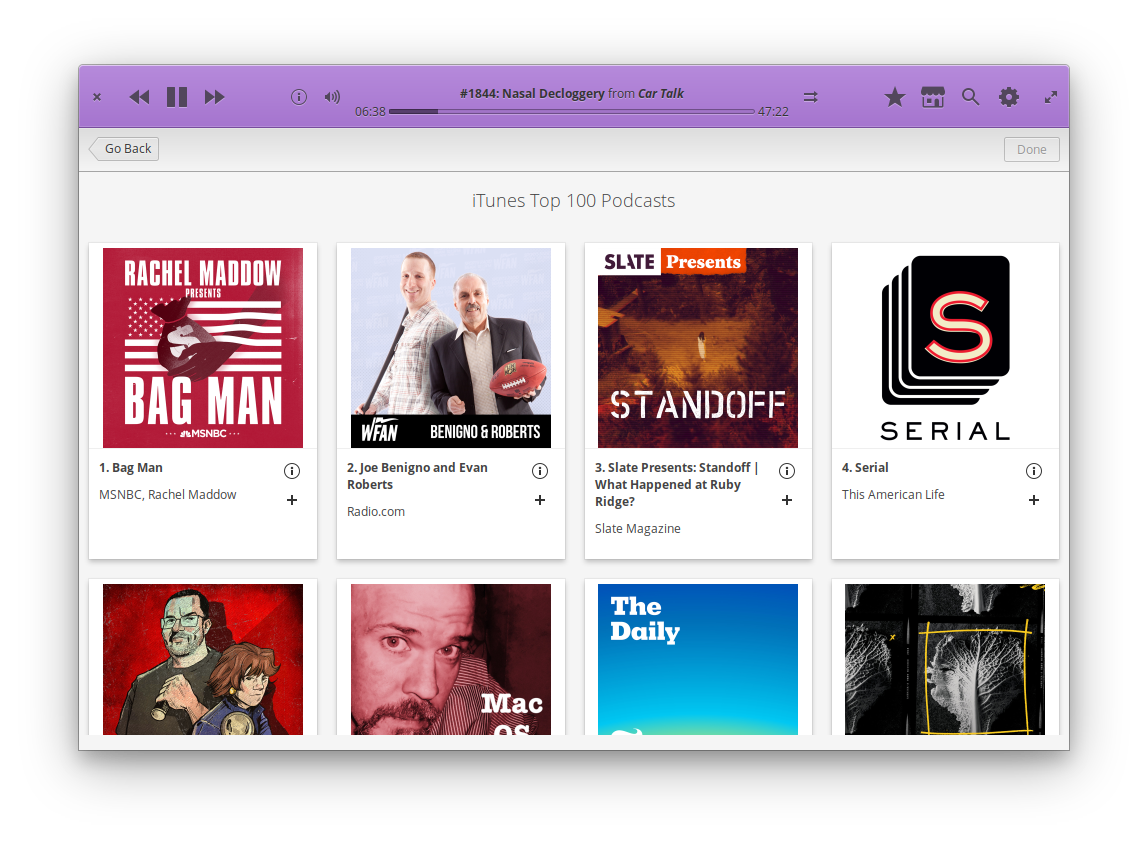 #1844: Nasal Decloggery from Car Talk
06:38
47:22
Go Back
Done
iTunes Top 100 Podcasts
RACHEL MADDOW
PRESENTS
$
BAG MAN
MSNBC
WFAN
BENIGNO & ROBERTS
SLATE Presents
STANDOFF
S
SERIAL
1. Bag Man
MSNBC, Rachel Maddow
2. Joe Benigno and Evan
Roberts
Radio.com
3. Slate Presents: Standoff |
What Happened at Ruby
Ridge?
Slate Magazine
4. Serial
This American Life
Mac
OS
The
Daily